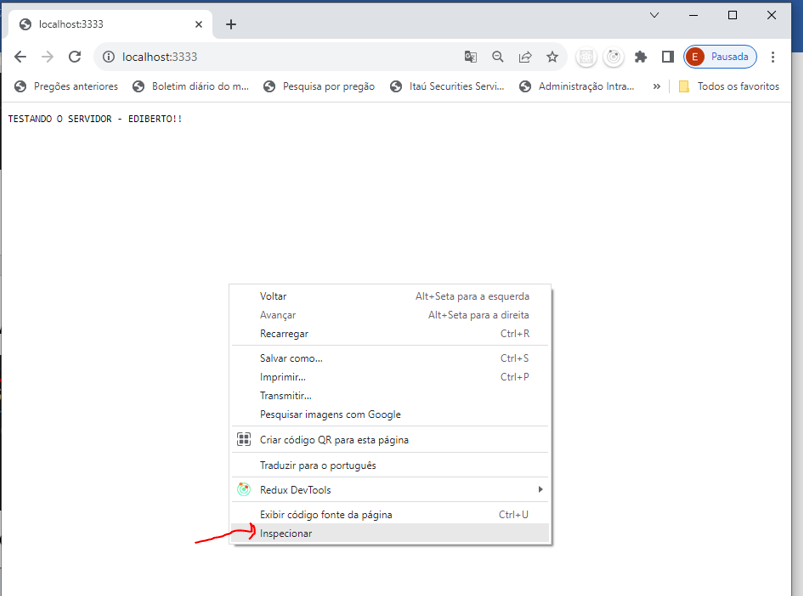 localhost:3333
localhost:3333
E Pausada
Pregões anteriores Boletim diário do m... Pesquisa por pregão Itaú Securities Servi... Administração Intra... » Todos os favoritos
TESTANDO O SERVIDOR - EDIBERTO!!
Voltar Alt+Seta para a esquerda
Avançar Alt+Seta para a direita
Recarregar Ctrl+R
Salvar como... Ctrl+S
Imprimir... Ctrl+P
Transmitir...
Pesquisar imagens com Google
Criar código QR para esta página
Traduzir para o português
Redux DevTools
Exibir código fonte da página Ctrl+U
Inspecionar